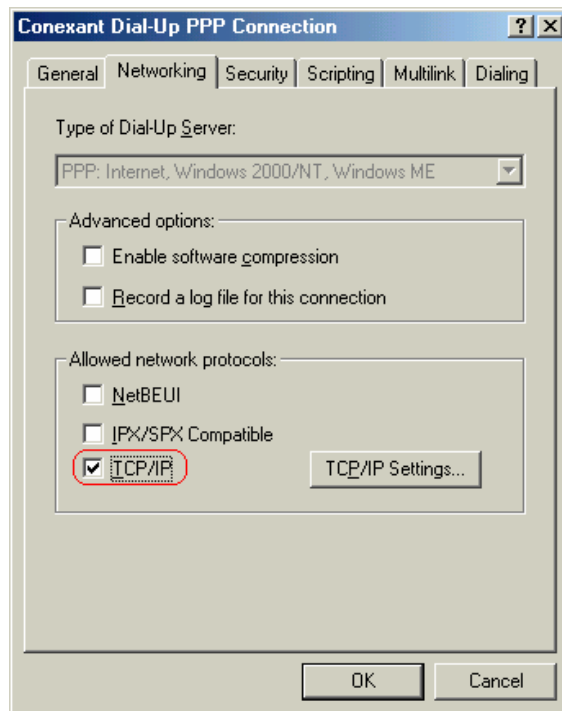 Conexant Dial-Up PPP Connection
General Networking Security Scripting Multilink Dialing
Type of Dial-Up Server:
PPP: Internet, Windows 2000/NT, Windows ME
Advanced options:
Enable software compression
Record a log file for this connection
Allowed network protocols:
NetBEUI
IPX/SPX Compatible
TCP/IP TCP/IP Settings...
OK Cancel